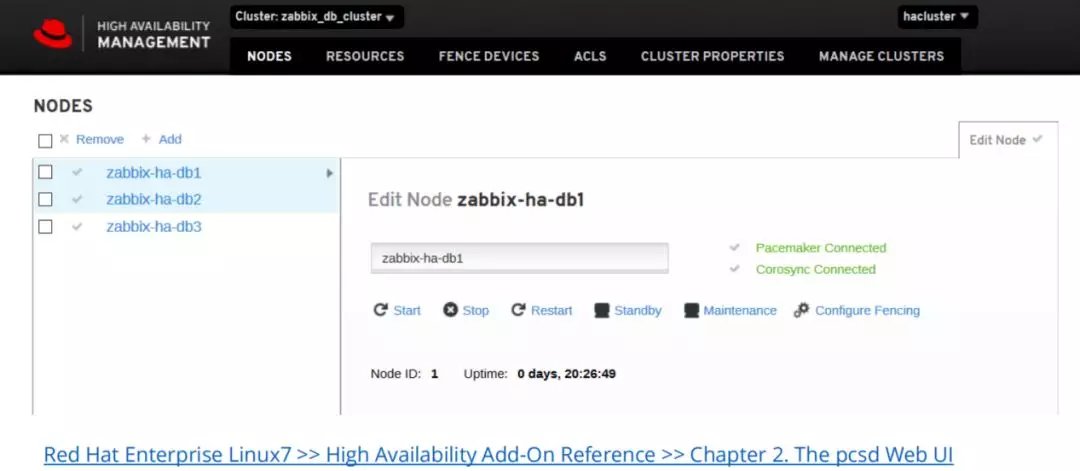 HIGH AVAILABILITY
MANAGEMENT
Cluster: zabbix_db_cluster
hacluster
NODES RESOURCES FENCE DEVICES ACLS CLUSTER PROPERTIES MANAGE CLUSTERS
NODES
Remove Add
Edit Node
zabbix-ha-db1
zabbix-ha-db2
zabbix-ha-db3
Edit Node zabbix-ha-db1
zabbix-ha-db1
Pacemaker Connected
Corosync Connected
Start Stop Restart Standby Maintenance Configure Fencing
Node ID: 1 Uptime: 0 days, 20:26:49
Red Hat Enterprise Linux7 >> High Availability Add-On Reference >> Chapter 2. The pcsd Web UI